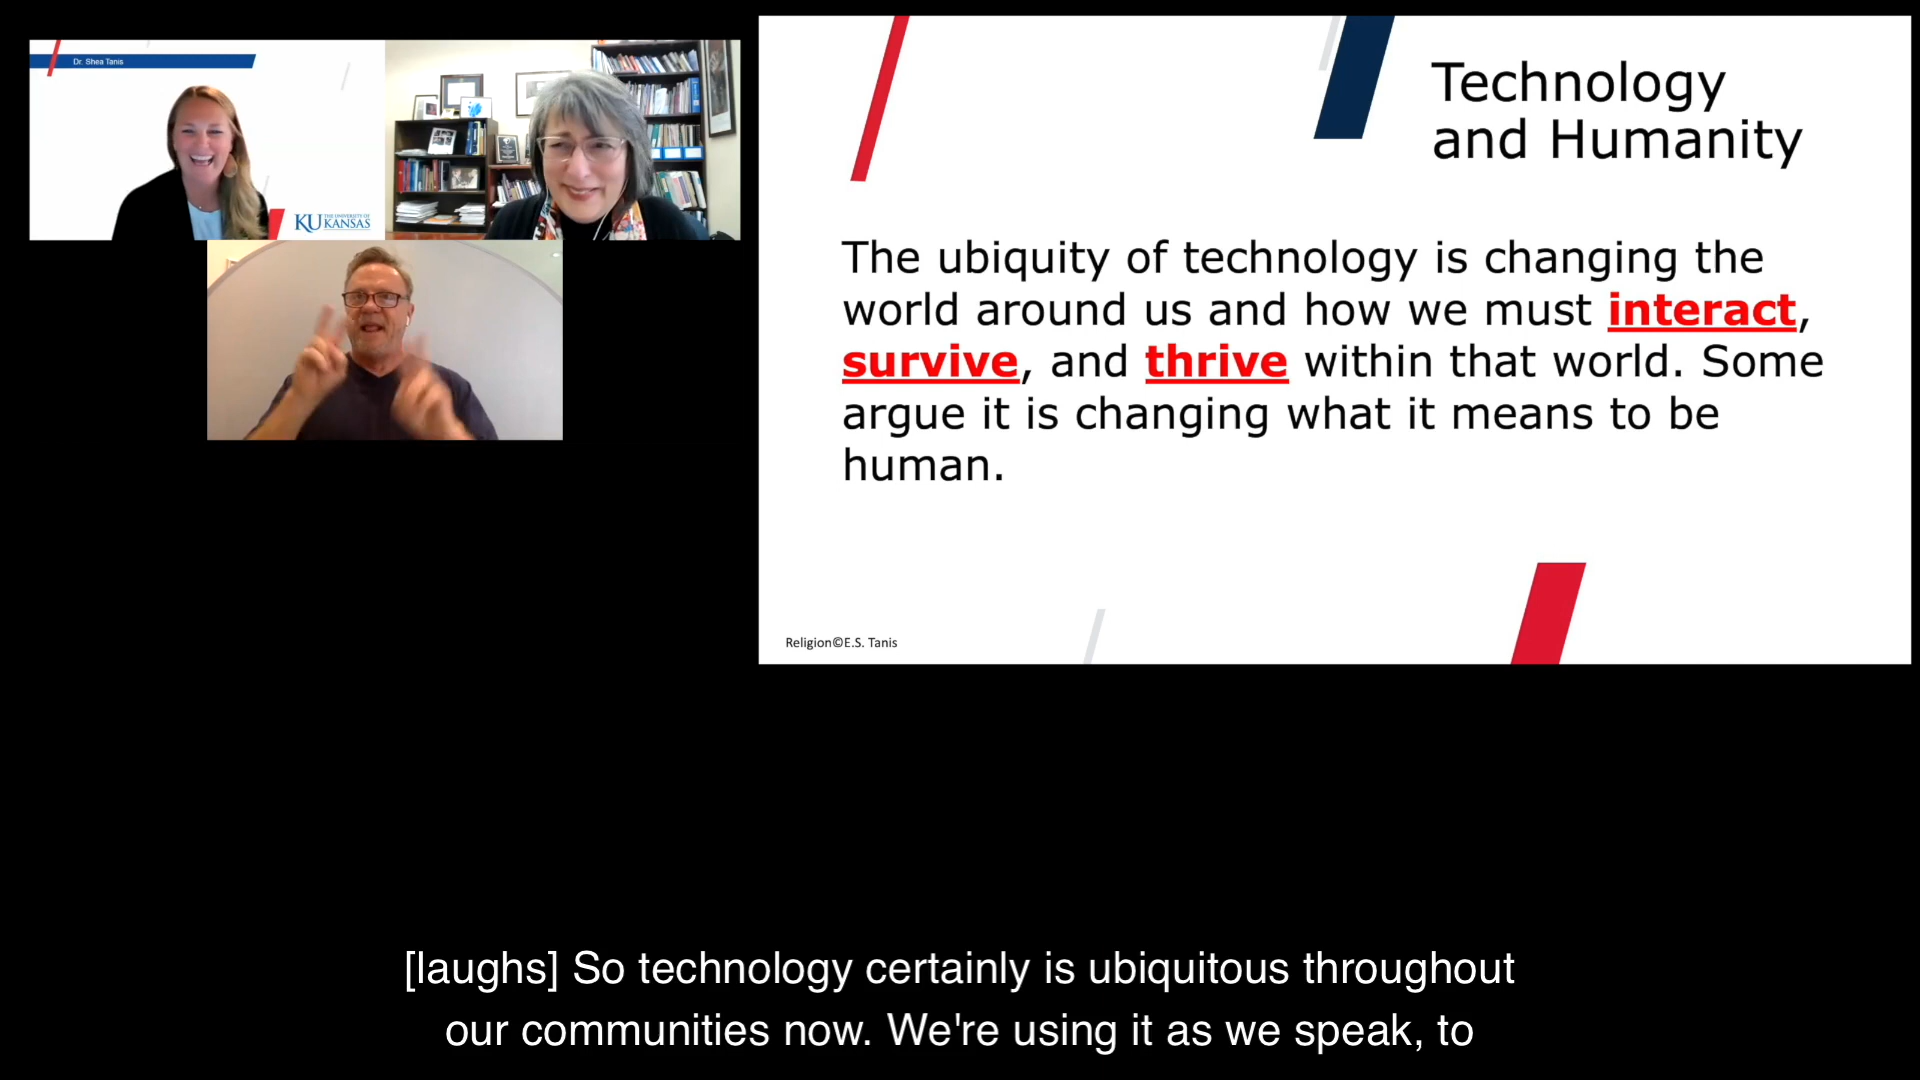 Dr. Shea Tanis
KU THE UNIVERSITY OF
KANSAS
Technology
and Humanity
The ubiquity of technology is changing the
world around us and how we must interact,
survive, and thrive within that world. Some
argue it is changing what it means to be
human.
Religion©E.S. Tanis
[laughs] So technology certainly is ubiquitous throughout
our communities now. We're using it as we speak, to